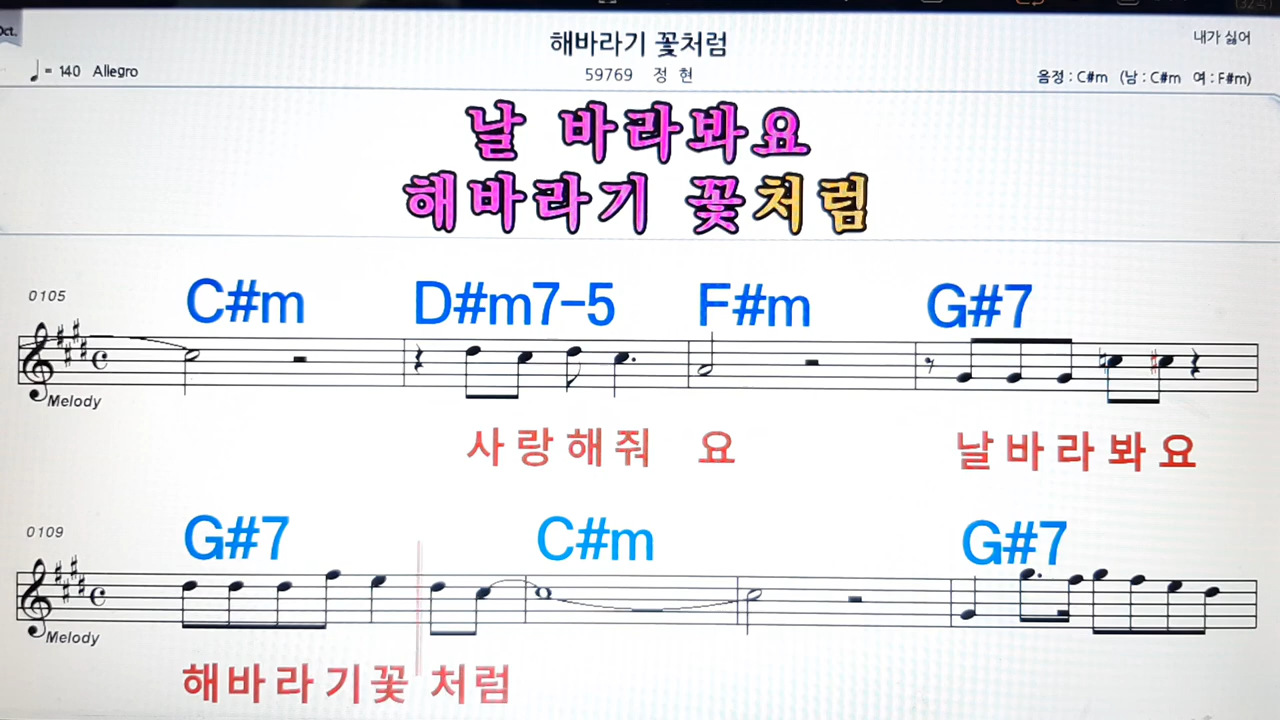 Oct.
해바라기 꽃처럼
내가 싫어
♩= 140 Allegro
59769 정 현
음정 : C#m (남 : C#m 여 : F#m)
날 바라봐요
해바라기 꽃처럼
0105
C#m D#m7-5 F#m G#7
Melody
사 랑 해 줘 요 날 바 라 봐 요
0109
G#7 C#m G#7
Melody
해 바 라 기 꽃 처 럼